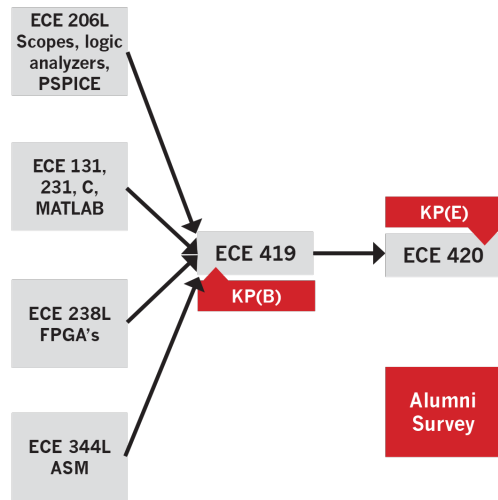 ECE 206L
Scopes, logic
analyzers,
PSPICE
ECE 131,
231, C,
MATLAB
ECE 238L
FPGA's
ECE 344L
ASM
ECE 419
KP(B)
KP(E)
ECE 420
Alumni
Survey